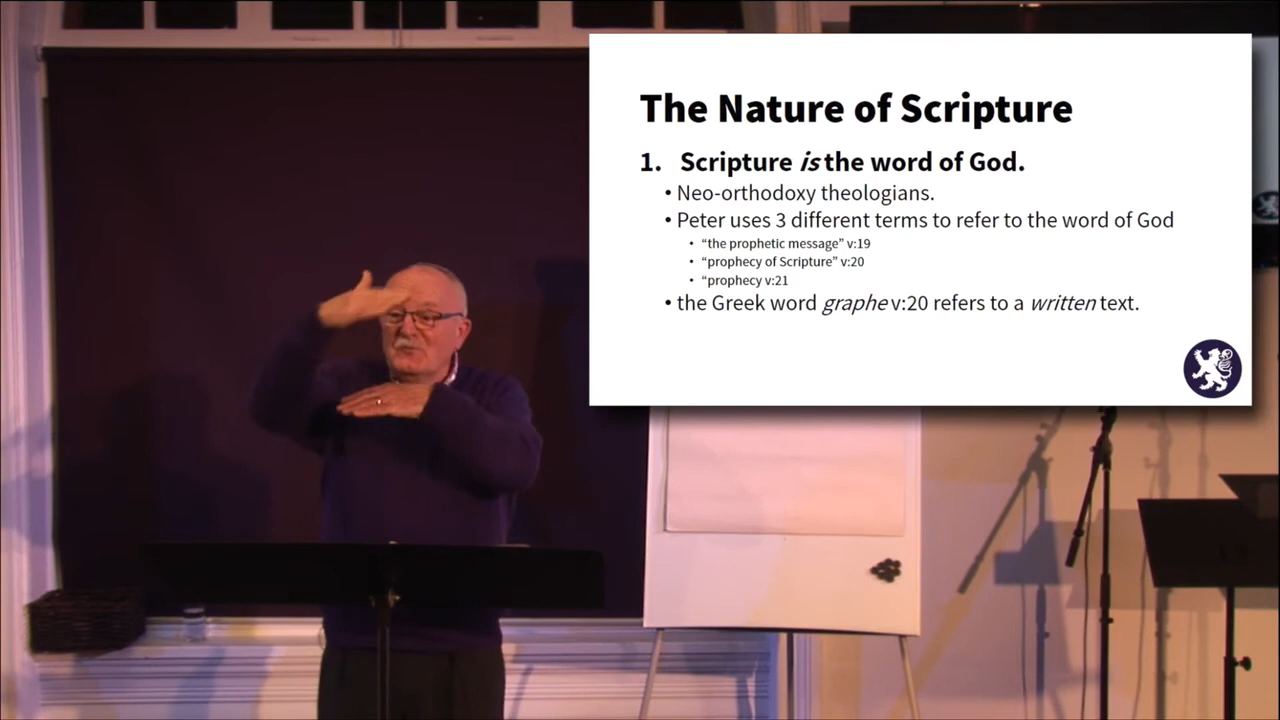 The Nature of Scripture
1. Scripture is the word of God.
• Neo-orthodoxy theologians.
• Peter uses 3 different terms to refer to the word of God
• “the prophetic message” v:19
• “prophecy of Scripture” v:20
• “prophecy v:21
• the Greek word graphe v:20 refers to a written text.